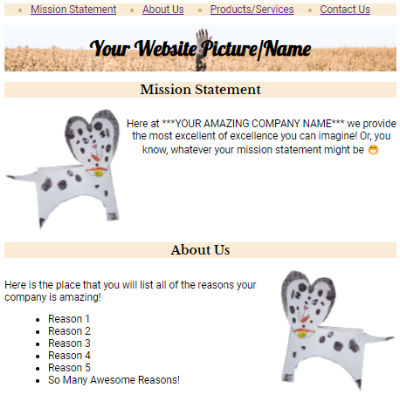 Mission Statement About Us Products/Services Contact Us
Your Website Picture/Name
Mission Statement
Here at ***YOUR AMAZING COMPANY NAME*** we provide
the most excellent of excellence you can imagine! Or, you
know, whatever your mission statement might be 😁
About Us
Here is the place that you will list all of the reasons your
company is amazing!
Reason 1
Reason 2
Reason 3
Reason 4
Reason 5
So Many Awesome Reasons!